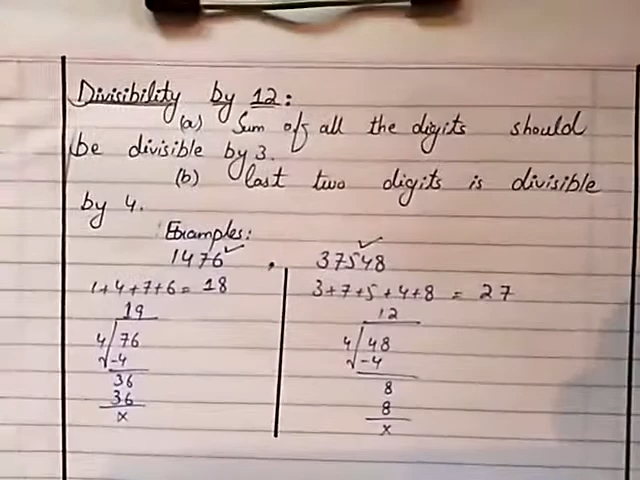 Divisibility by 12:
(a) Sum of all the digits should
be divisible by 3.
(b) last two digits is divisible
by 4.
Examples:
1476 ✓, 37548 ✓
1+4+7+6 = 18
19
4 76
-4
36
36
x
3+7+5+4+8 = 27
12
4 48
-4
8
8
x